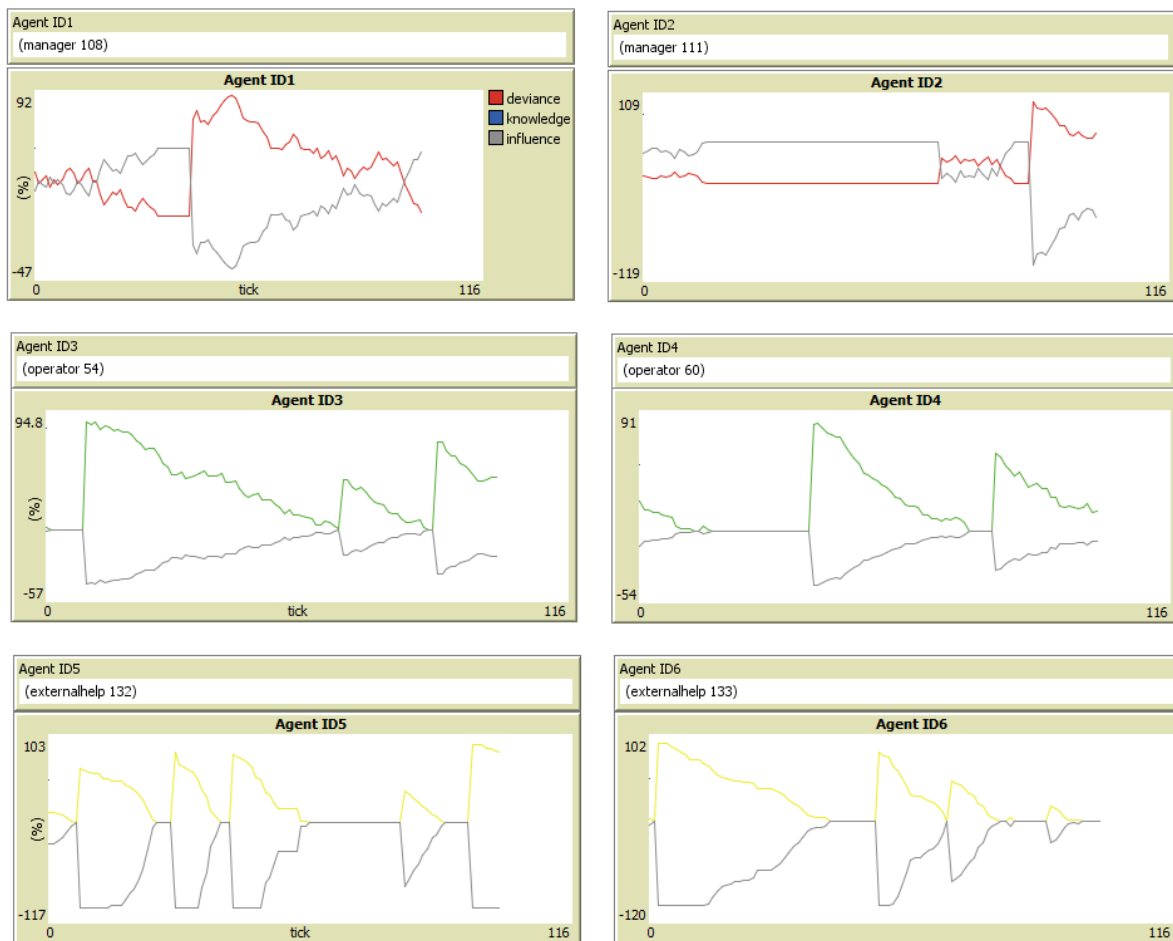 Agent ID1
(manager 108)
Agent ID1
92
(%)
-47
0
tick
116
deviance
knowledge
influence
Agent ID2
(manager 111)
Agent ID2
109
-119
0
116
Agent ID3
(operator 54)
Agent ID3
94.8
(%)
-57
0
tick
116
Agent ID4
(operator 60)
Agent ID4
91
-54
0
116
Agent ID5
(externalhelp 132)
Agent ID5
103
(%)
-117
0
tick
116
Agent ID6
(externalhelp 133)
Agent ID6
102
-120
0
116